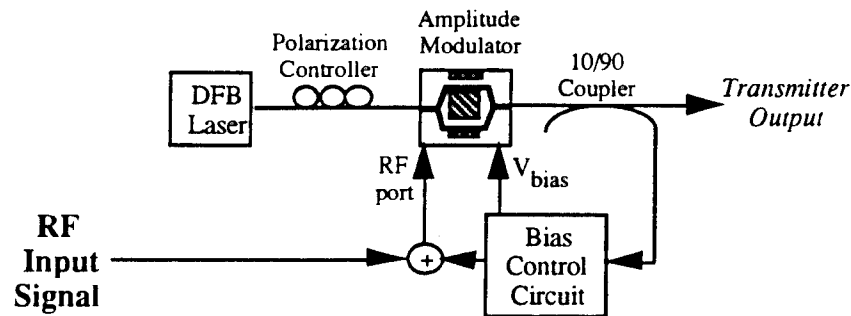 Amplitude
Modulator
Polarization
Controller
10/90
Coupler
DFB
Laser
Transmitter
Output
RF
port
V_bias
RF
Input
Signal
+
Bias
Control
Circuit